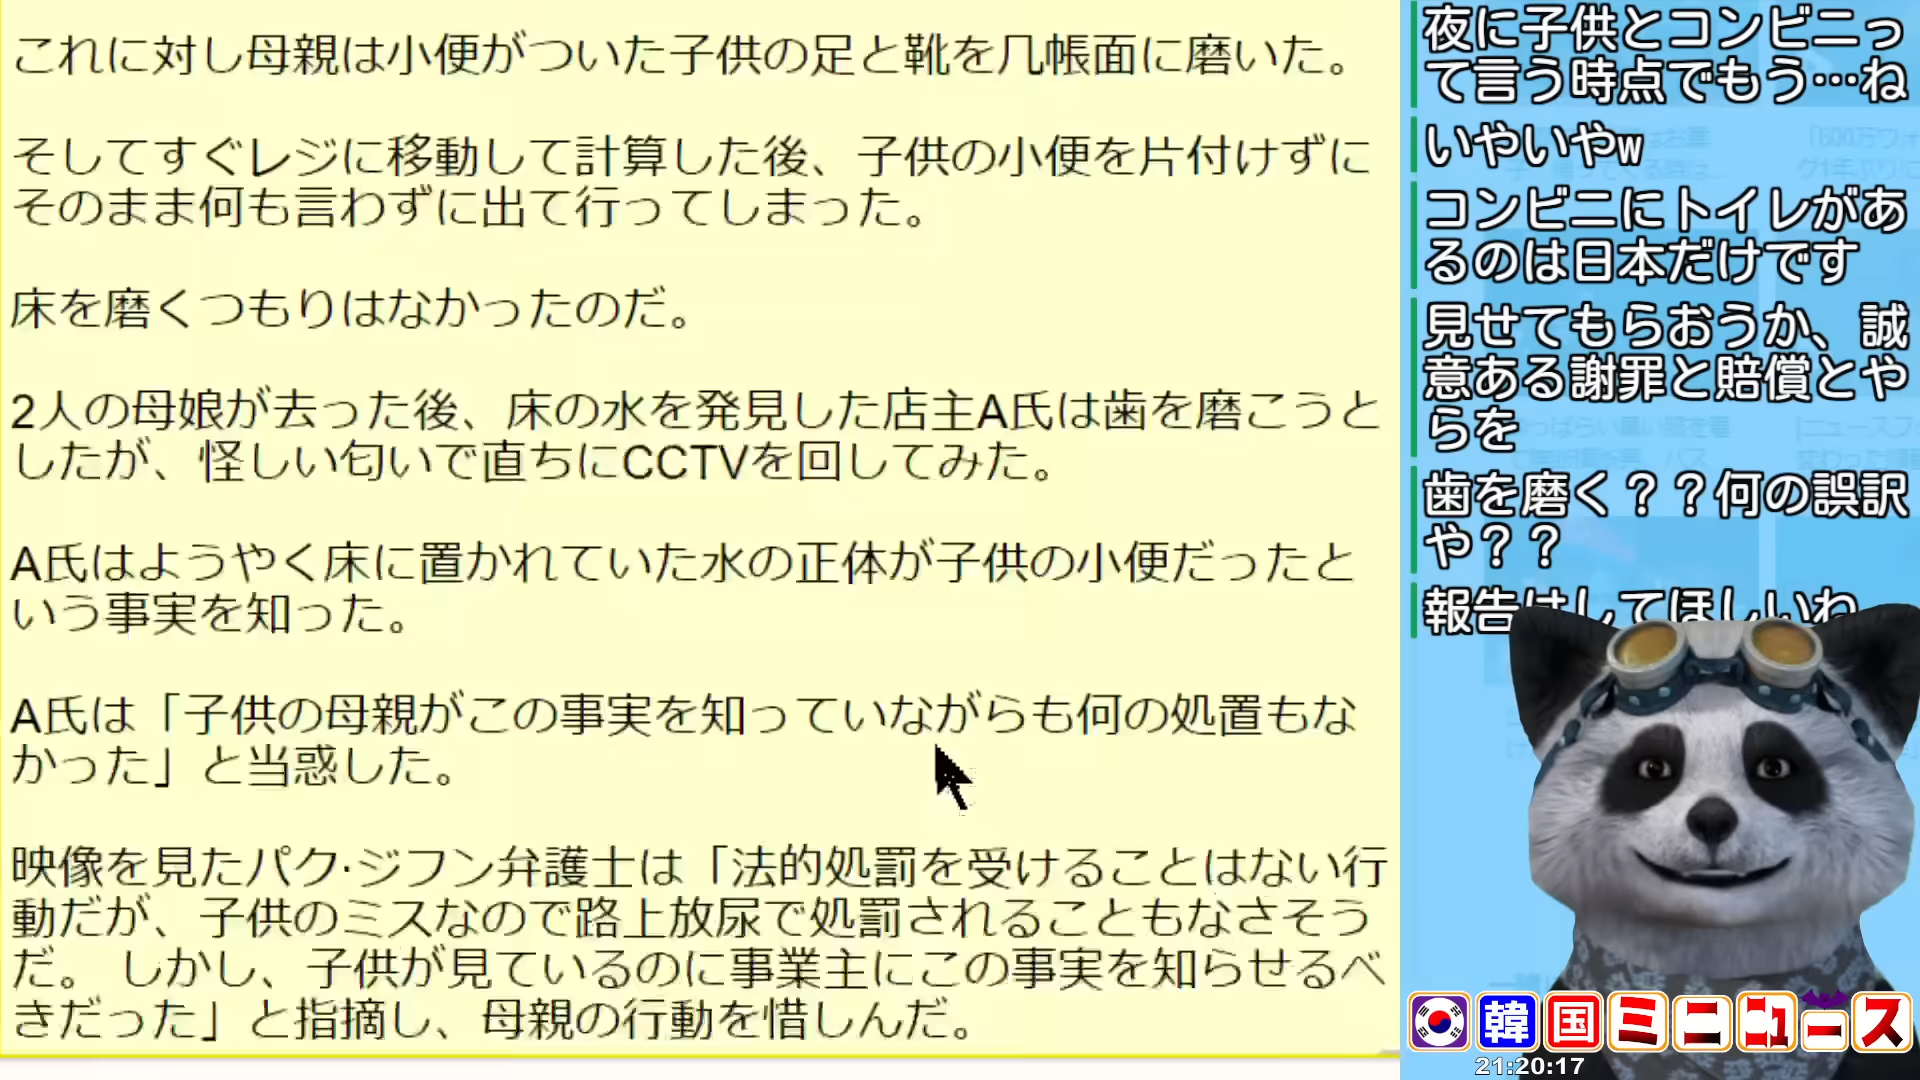 これに対し母親は小便がついた子供の足と靴を几帳面に磨いた。
そしてすぐレジに移動して計算した後、子供の小便を片付けずに
そのまま何も言わずに出て行ってしまった。
床を磨くつもりはなかったのだ。
2人の母娘が去った後、床の水を発見した店主A氏は歯を磨こうと
したが、怪しい匂いで直ちにCCTVを回してみた。
A氏はようやく床に置かれていた水の正体が子供の小便だったと
いう事実を知った。
A氏は「子供の母親がこの事実を知っていながらも何の処置もな
かった」と当惑した。
映像を見たパク·ジフン弁護士は「法的処罰を受けることはない行
動だが、子供のミスなので路上放尿で処罰されることもなさそう
だ。 しかし、子供が見ているのに事業主にこの事実を知らせるべ
きだった」と指摘し、母親の行動を惜しんだ。
夜に子供とコンビニっ
て言う時点でもう…ね
いやいやw
コンビニにトイレがあ
るのは日本だけです
見せてもらおうか、誠
意ある謝罪と賠償とや
らを
歯を磨く？？何の誤訳
や？？
報告はしてほしいわ
韓国ミニニュース
21:20:17